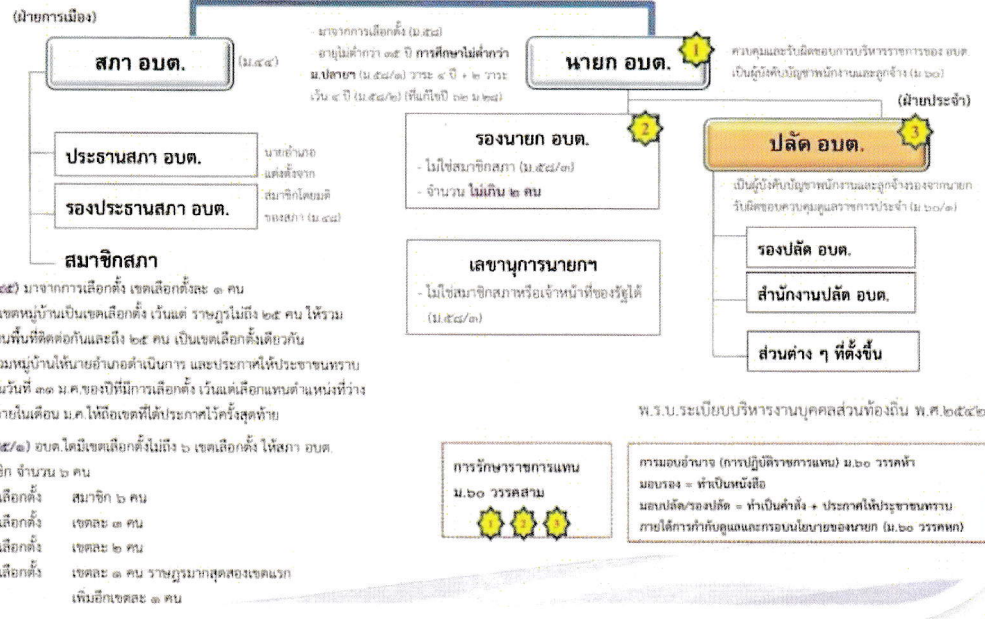 (ฝ่ายการเมือง)
สภา อบต.
(ม.๔๔)
- มาจากการเลือกตั้ง (ม.๕๘)
- อายุไม่ต่ำกว่า ๓๕ ปี การศึกษาไม่ต่ำกว่า
ม.ปลายฯ (ม.๕๘/๑) วาระ ๔ ปี + ๒ วาระ
เว้น ๔ ปี (ม.๕๘/๒) (ที่แก้ไขปี ๖๒ ม ๒๘)
นายก อบต.
1
ควบคุมและรับผิดชอบการบริหารราชการของ อบต.
เป็นผู้บังคับบัญชาพนักงานและลูกจ้าง (ม ๖๐)
(ฝ่ายประจำ)
ประธานสภา อบต.
รองประธานสภา อบต.
นายอำเภอ
แต่งตั้งจาก
สมาชิกโดยมติ
ของสภา (ม.๔๘)
สมาชิกสภา
รองนายก อบต.
2
- ไม่ใช่สมาชิกสภา (ม.๕๘/๓)
- จำนวน ไม่เกิน ๒ คน
ปลัด อบต.
3
เป็นผู้บังคับบัญชาพนักงานและลูกจ้างรองจากนายก
รับผิดชอบควบคุมดูแลราชการประจำ (ม ๖๐/๑)
เลขานุการนายกฯ
- ไม่ใช่สมาชิกสภาหรือเจ้าหน้าที่ของรัฐได้
(ม.๕๘/๓)
รองปลัด อบต.
สำนักงานปลัด อบต.
ส่วนต่าง ๆ ที่ตั้งขึ้น
๔๕) มาจากการเลือกตั้ง เขตเลือกตั้งละ ๑ คน
เขตหมู่บ้านเป็นเขตเลือกตั้ง เว้นแต่ ราษฎรไม่ถึง ๒๕ คน ให้รวม
พื้นที่ติดต่อกันและถึง ๒๕ คน เป็นเขตเลือกตั้งเดียวกัน
หมู่บ้านให้นายอำเภอดำเนินการ และประกาศให้ประชาชนทราบ
วันที่ ๓๑ ม.ค.ของปีที่มีการเลือกตั้ง เว้นแต่เลือกแทนตำแหน่งที่ว่าง
ภายในเดือน ม.ค.ให้ถือเขตที่ได้ประกาศไว้ครั้งสุดท้าย
๕/๑) อบต.ใดมีเขตเลือกตั้งไม่ถึง ๖ เขตเลือกตั้ง ให้สภา อบต.
จำนวน ๖ คน
เลือกตั้ง สมาชิก ๖ คน
เลือกตั้ง เขตละ ๓ คน
เลือกตั้ง เขตละ ๒ คน
เลือกตั้ง เขตละ ๑ คน ราษฎรมากสุดสองเขตแรก
เพิ่มอีกเขตละ ๑ คน
พ.ร.บ.ระเบียบบริหารงานบุคคลส่วนท้องถิ่น พ.ศ.๒๕๔๒
การรักษาราชการแทน
ม.๖๐ วรรคสาม
1 2 3
การมอบอำนาจ (การปฏิบัติราชการแทน) ม.๖๐ วรรคห้า
มอบรอง = ทำเป็นหนังสือ
มอบปลัด/รองปลัด = ทำเป็นคำสั่ง + ประกาศให้ประชาชนทราบ
ภายใต้การกำกับดูแลและกรอบนโยบายของนายก (ม.๖๐ วรรคหก)